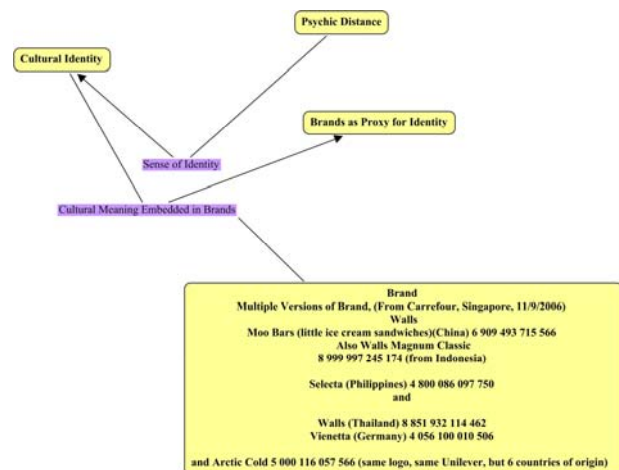 Psychic Distance
Cultural Identity
Brands as Proxy for Identity
Sense of Identity
Cultural Meaning Embedded in Brands
Brand
Multiple Versions of Brand, (From Carrefour, Singapore, 11/9/2006)
Walls
Moo Bars (little ice cream sandwiches)(China) 6 909 493 715 566
Also Walls Magnum Classic
8 999 997 245 174 (from Indonesia)
Selecta (Philippines) 4 800 086 097 750
and
Walls (Thailand) 8 851 932 114 462
Vienetta (Germany) 4 056 100 010 506
and Arctic Cold 5 000 116 057 566 (same logo, same Unilever, but 6 countries of origin)